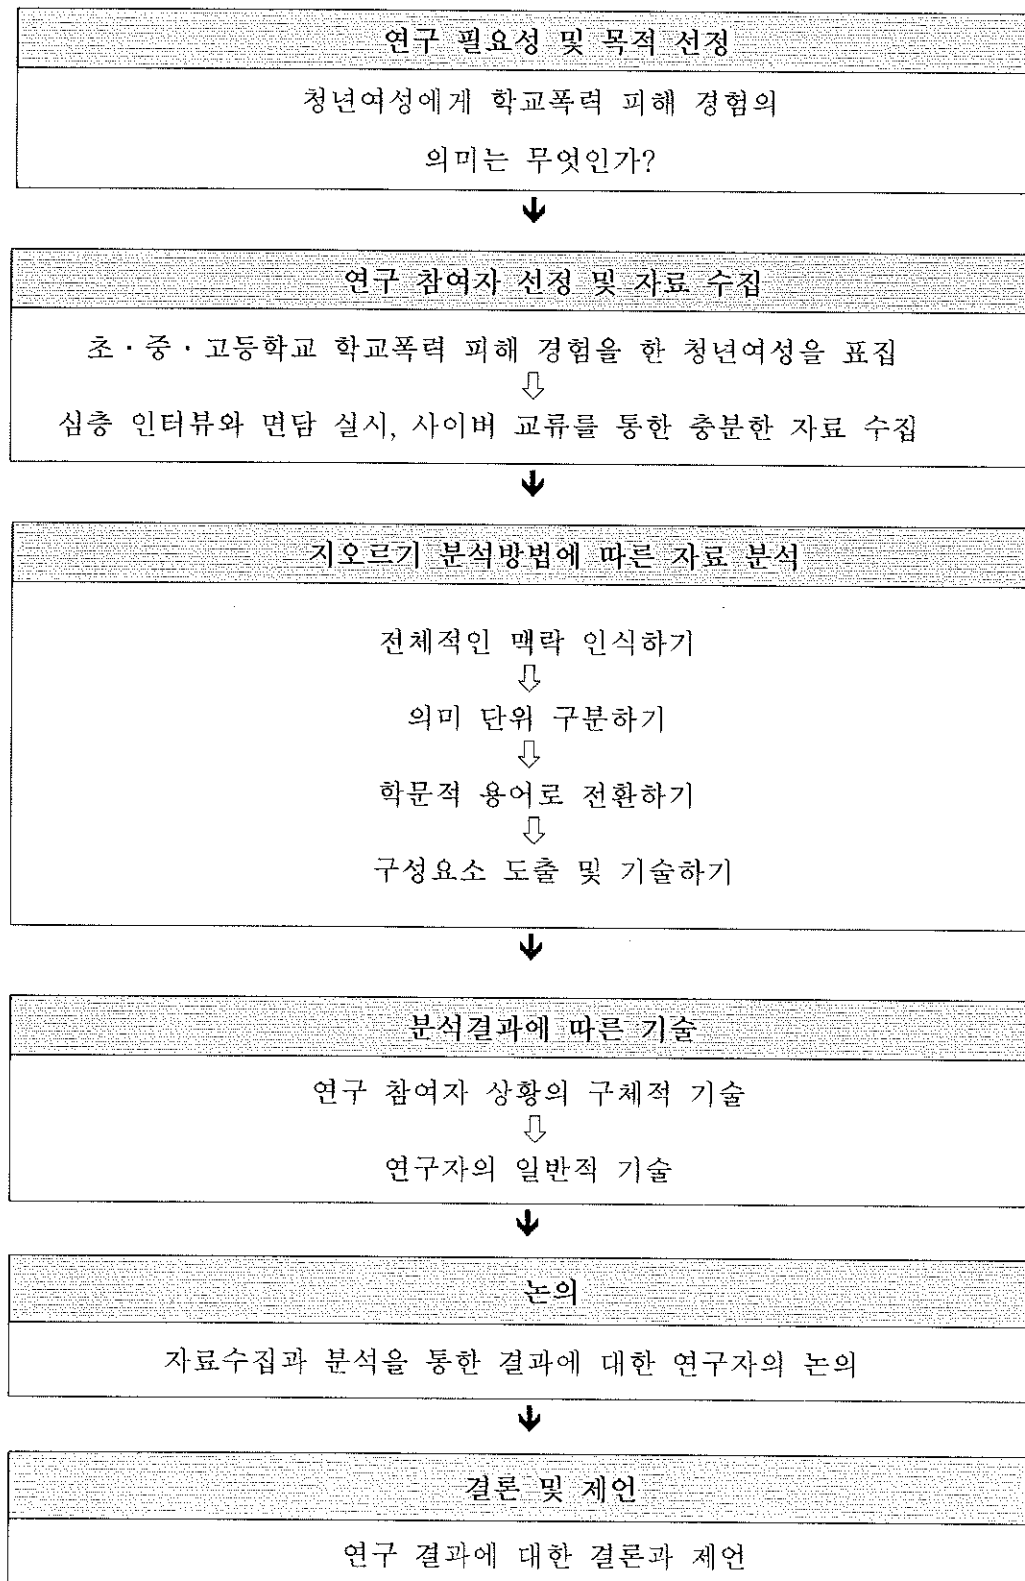 연구 필요성 및 목적 선정
청년여성에게 학교폭력 피해 경험의
의미는 무엇인가?
연구 참여자 선정 및 자료 수집
초·중·고등학교 학교폭력 피해 경험을 한 청년여성을 표집
심층 인터뷰와 면담 실시, 사이버 교류를 통한 충분한 자료 수집
지오르기 분석방법에 따른 자료 분석
전체적인 맥락 인식하기
의미 단위 구분하기
학문적 용어로 전환하기
구성요소 도출 및 기술하기
분석결과에 따른 기술
연구 참여자 상황의 구체적 기술
연구자의 일반적 기술
논의
자료수집과 분석을 통한 결과에 대한 연구자의 논의
결론 및 제언
연구 결과에 대한 결론과 제언